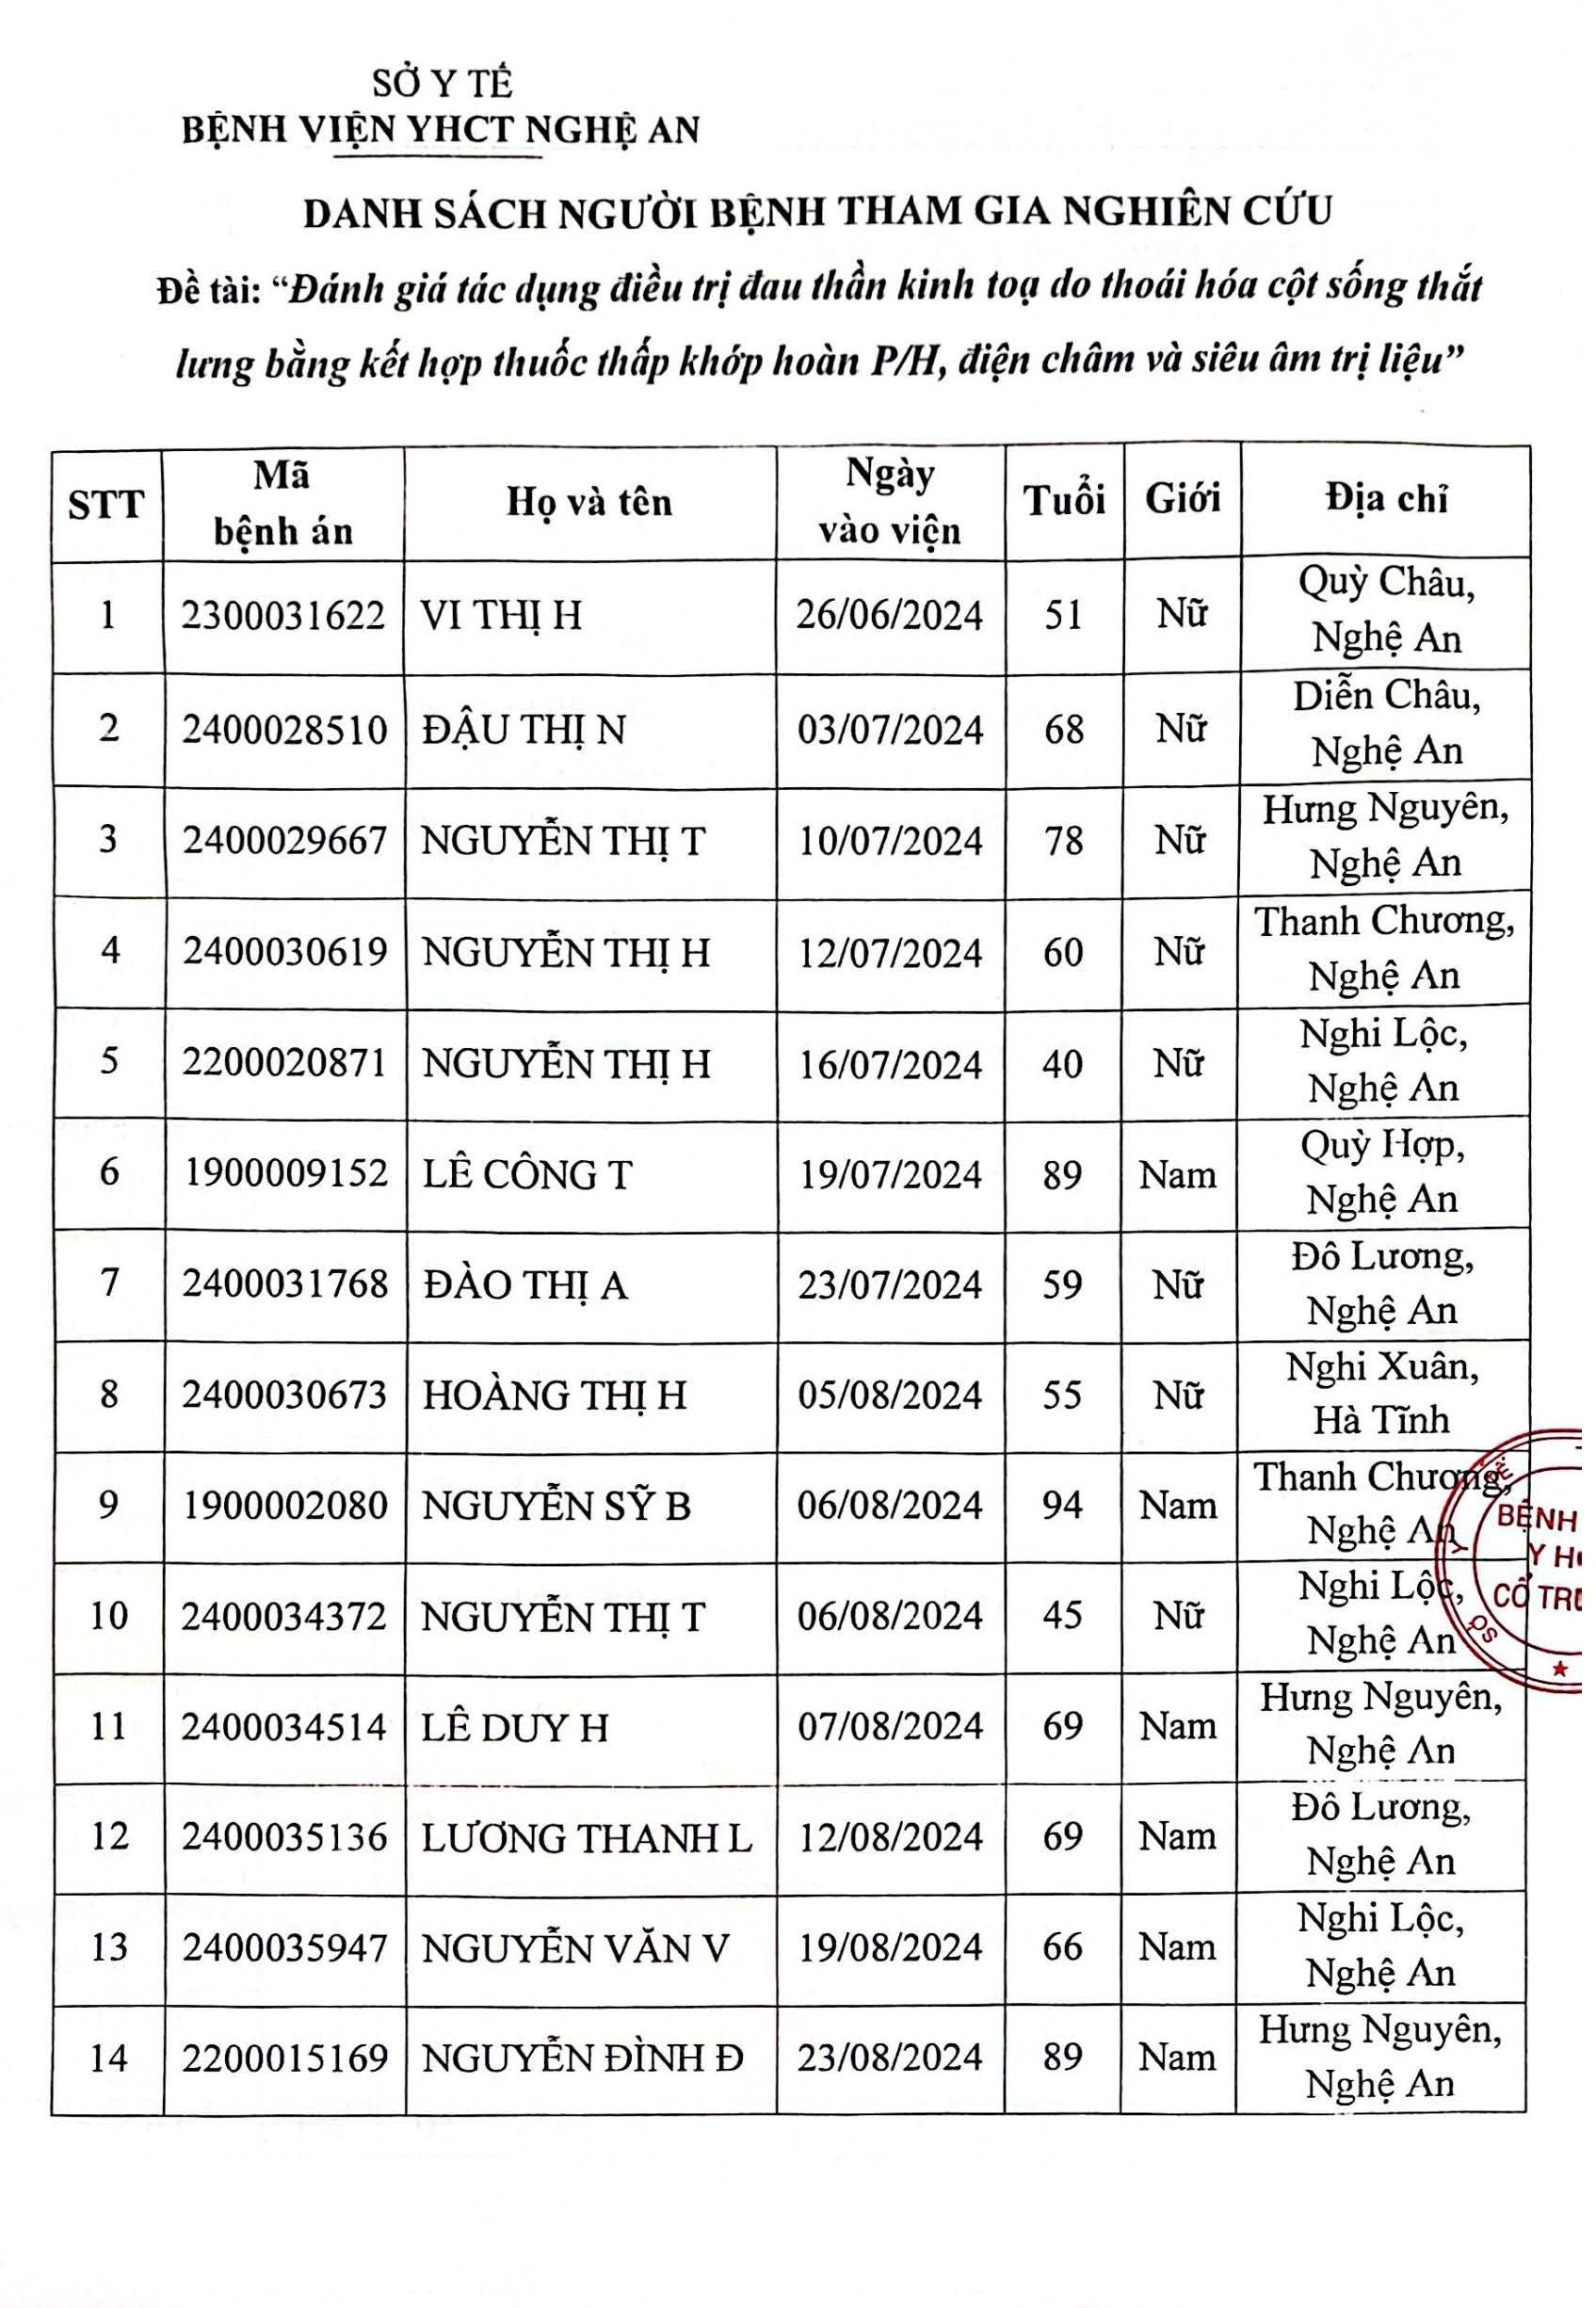 SỞ Y TẾ
BỆNH VIỆN YHCT NGHỆ AN
DANH SÁCH NGƯỜI BỆNH THAM GIA NGHIÊN CỨU
Đề tài: “Đánh giá tác dụng điều trị đau thần kinh toạ do thoái hóa cột sống thắt
lưng bằng kết hợp thuốc thấp khớp hoàn P/H, điện châm và siêu âm trị liệu”
STT Mã bệnh án Họ và tên Ngày vào viện Tuổi Giới Địa chỉ
1 2300031622 VI THỊ H 26/06/2024 51 Nữ Quỳ Châu, Nghệ An
2 2400028510 ĐẬU THỊ N 03/07/2024 68 Nữ Diễn Châu, Nghệ An
3 2400029667 NGUYỄN THỊ T 10/07/2024 78 Nữ Hưng Nguyên, Nghệ An
4 2400030619 NGUYỄN THỊ H 12/07/2024 60 Nữ Thanh Chương, Nghệ An
5 2200020871 NGUYỄN THỊ H 16/07/2024 40 Nữ Nghi Lộc, Nghệ An
6 1900009152 LÊ CÔNG T 19/07/2024 89 Nam Quỳ Hợp, Nghệ An
7 2400031768 ĐÀO THỊ A 23/07/2024 59 Nữ Đô Lương, Nghệ An
8 2400030673 HOÀNG THỊ H 05/08/2024 55 Nữ Nghi Xuân, Hà Tĩnh
9 1900002080 NGUYỄN SỸ B 06/08/2024 94 Nam Thanh Chương, Nghệ An
10 2400034372 NGUYỄN THỊ T 06/08/2024 45 Nữ Nghi Lộc, Nghệ An
11 2400034514 LÊ DUY H 07/08/2024 69 Nam Hưng Nguyên, Nghệ An
12 2400035136 LƯƠNG THANH L 12/08/2024 69 Nam Đô Lương, Nghệ An
13 2400035947 NGUYỄN VĂN V 19/08/2024 66 Nam Nghi Lộc, Nghệ An
14 2200015169 NGUYỄN ĐÌNH Đ 23/08/2024 89 Nam Hưng Nguyên, Nghệ An
SỞ Y TẾ
BỆNH
Y H
CỔ TR